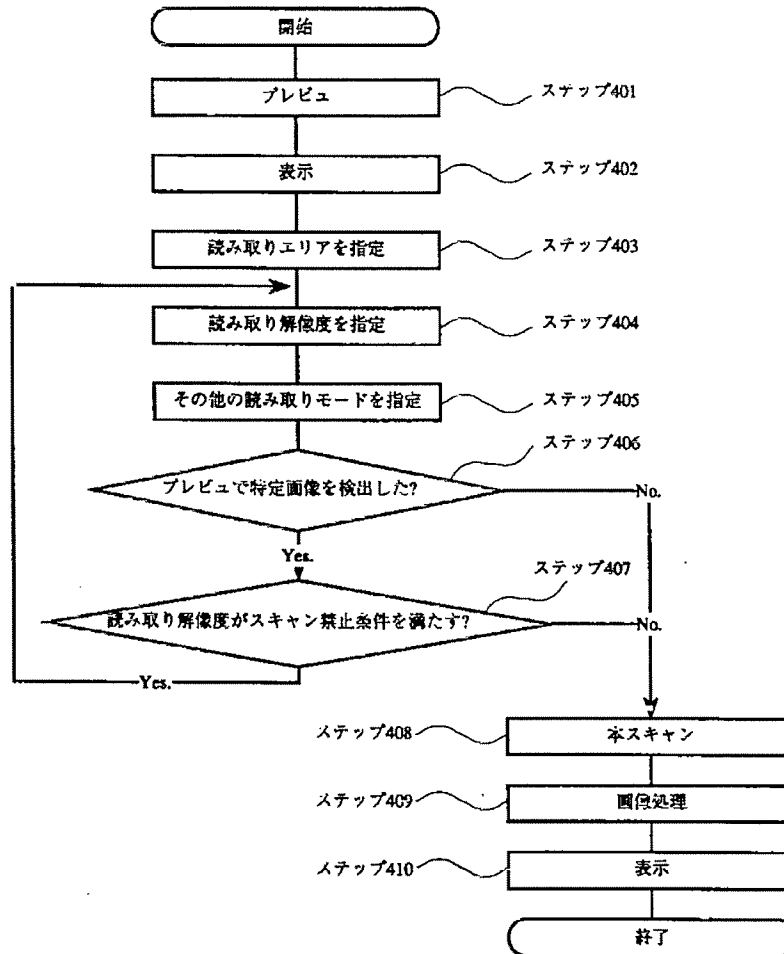 開始
プレビュ
ステップ401
表示
ステップ402
読み取りエリアを指定
ステップ403
読み取り解像度を指定
ステップ404
その他の読み取りモードを指定
ステップ405
ステップ406
プレビュで特定画像を検出した?
No.
Yes.
ステップ407
読み取り解像度がスキャン禁止条件を満たす?
No.
Yes.
ステップ408
本スキャン
ステップ409
画像処理
ステップ410
表示
終了